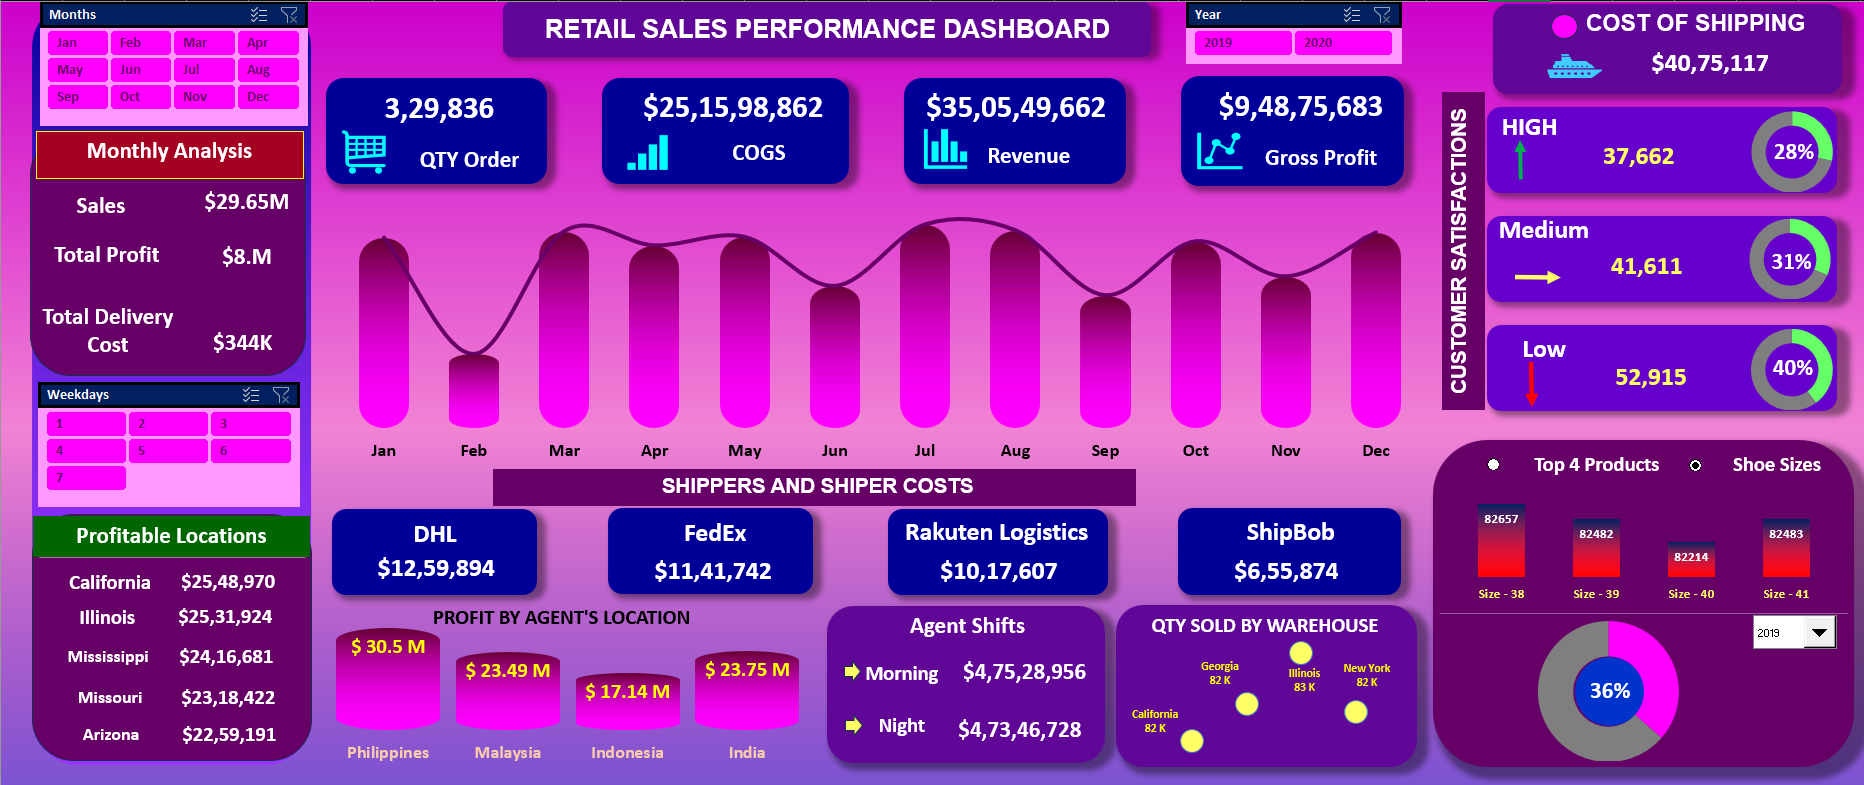 Months
Jan Feb Mar Apr
May Jun Jul Aug
Sep Oct Nov Dec
Monthly Analysis
Sales $29.65M
Total Profit $8.M
Total Delivery
Cost $344K
Weekdays
1 2 3
4 5 6
7
Profitable Locations
California $25,48,970
Illinois $25,31,924
Mississippi $24,16,681
Missouri $23,18,422
Arizona $22,59,191
RETAIL SALES PERFORMANCE DASHBOARD
Year
2019 2020
3,29,836
QTY Order
$25,15,98,862
COGS
$35,05,49,662
Revenue
$9,48,75,683
Gross Profit
Jan Feb Mar Apr May Jun Jul Aug Sep Oct Nov Dec
SHIPPERS AND SHIPER COSTS
DHL
$12,59,894
FedEx
$11,41,742
Rakuten Logistics
$10,17,607
ShipBob
$6,55,874
PROFIT BY AGENT'S LOCATION
$ 30.5 M $ 23.49 M $ 17.14 M $ 23.75 M
Philippines Malaysia Indonesia India
Agent Shifts
Morning $4,75,28,956
Night $4,73,46,728
QTY SOLD BY WAREHOUSE
Georgia
82 K
Illinois
83 K
New York
82 K
California
82 K
COST OF SHIPPING
$40,75,117
CUSTOMER SATISFACTIONS
HIGH
37,662
28%
Medium
41,611
31%
Low
52,915
40%
Top 4 Products Shoe Sizes
82657 82482 82214 82483
Size - 38 Size - 39 Size - 40 Size - 41
2019
36%